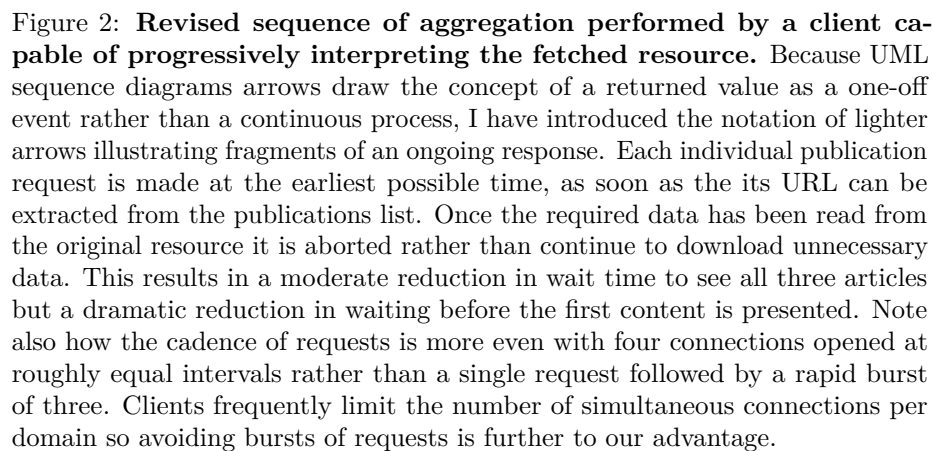 Figure 2: Revised sequence of aggregation performed by a client ca-
pable of progressively interpreting the fetched resource. Because UML
sequence diagrams arrows draw the concept of a returned value as a one-off
event rather than a continuous process, I have introduced the notation of lighter
arrows illustrating fragments of an ongoing response. Each individual publication
request is made at the earliest possible time, as soon as the its URL can be
extracted from the publications list. Once the required data has been read from
the original resource it is aborted rather than continue to download unnecessary
data. This results in a moderate reduction in wait time to see all three articles
but a dramatic reduction in waiting before the first content is presented. Note
also how the cadence of requests is more even with four connections opened at
roughly equal intervals rather than a single request followed by a rapid burst
of three. Clients frequently limit the number of simultaneous connections per
domain so avoiding bursts of requests is further to our advantage.